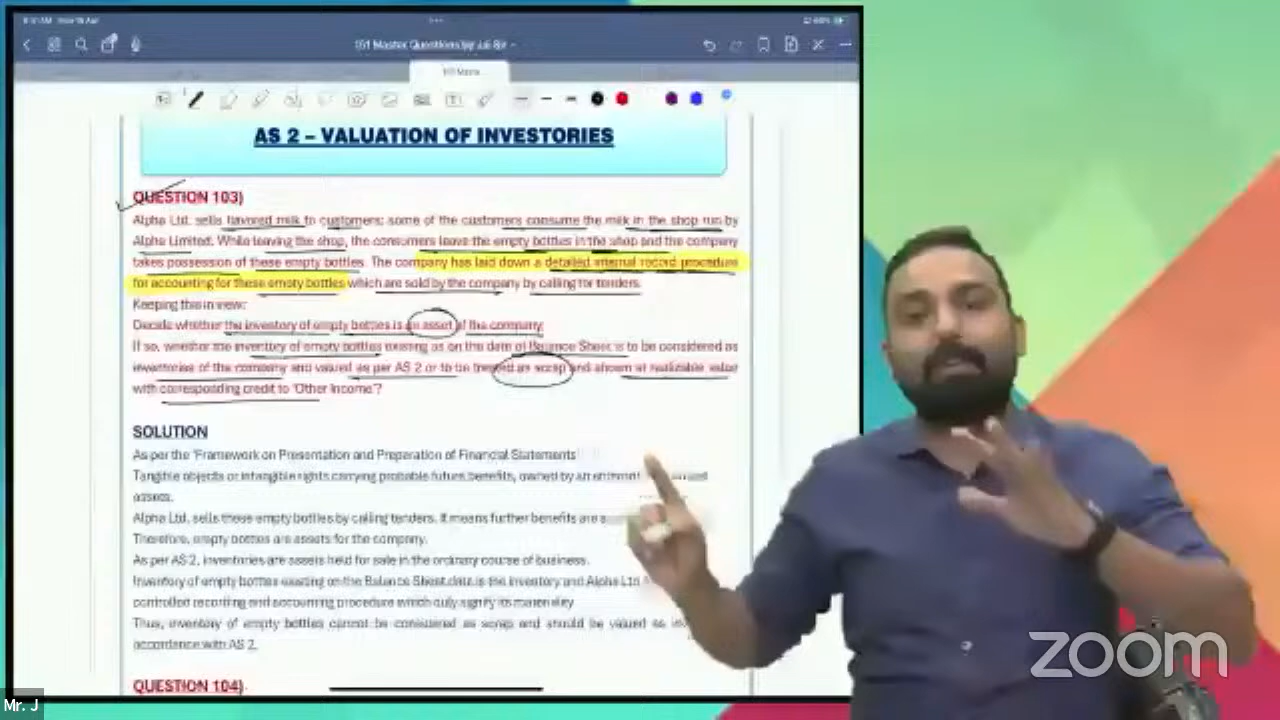 151 Master Questions by Jai Sir
AS 2 – VALUATION OF INVESTORIES
QUESTION 103)
Alpha Ltd. sells flavored milk to customers; some of the customers consume the milk in the shop run by
Alpha Limited. While leaving the shop, the consumers leave the empty bottles in the shop and the company
takes possession of these empty bottles. The company has laid down a detailed internal record procedure
for accounting for these empty bottles which are sold by the company by calling for tenders.
Keeping this in view:
Decide whether the inventory of empty bottles is an asset of the company
If so, whether the inventory of empty bottles existing as on the date of Balance Sheet is to be considered as
inventories of the company and valued as per AS 2 or to be treated as scrap and shown at realizable value
with corresponding credit to 'Other Income'?
SOLUTION
As per the 'Framework on Presentation and Preparation of Financial Statements
Tangible objects or intangible rights carrying probable future benefits, owned by an
assets.
Alpha Ltd. sells these empty bottles by calling tenders. It means further benefits are
Therefore, empty bottles are assets for the company.
As per AS 2, inventories are assets held for sale in the ordinary course of business.
Inventory of empty bottles existing on the Balance Sheet date is the inventory and Alpha Ltd
controlled recording and accounting procedure which duly signify its materiality
Thus, inventory of empty bottles cannot be considered as scrap and should be valued as
accordance with AS 2.
QUESTION 104)
zoom
Mr. J